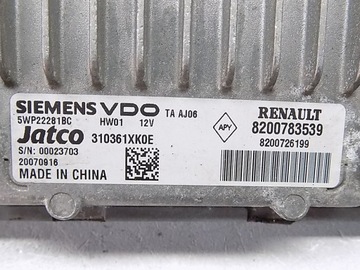 SIEMENS VDO TA AJ06
5WP22281BC HW01 12V
Jatco 310361XK0E
S/N: 00023703
20070916
MADE IN CHINA
APY
RENAULT
8200783539
8200726199